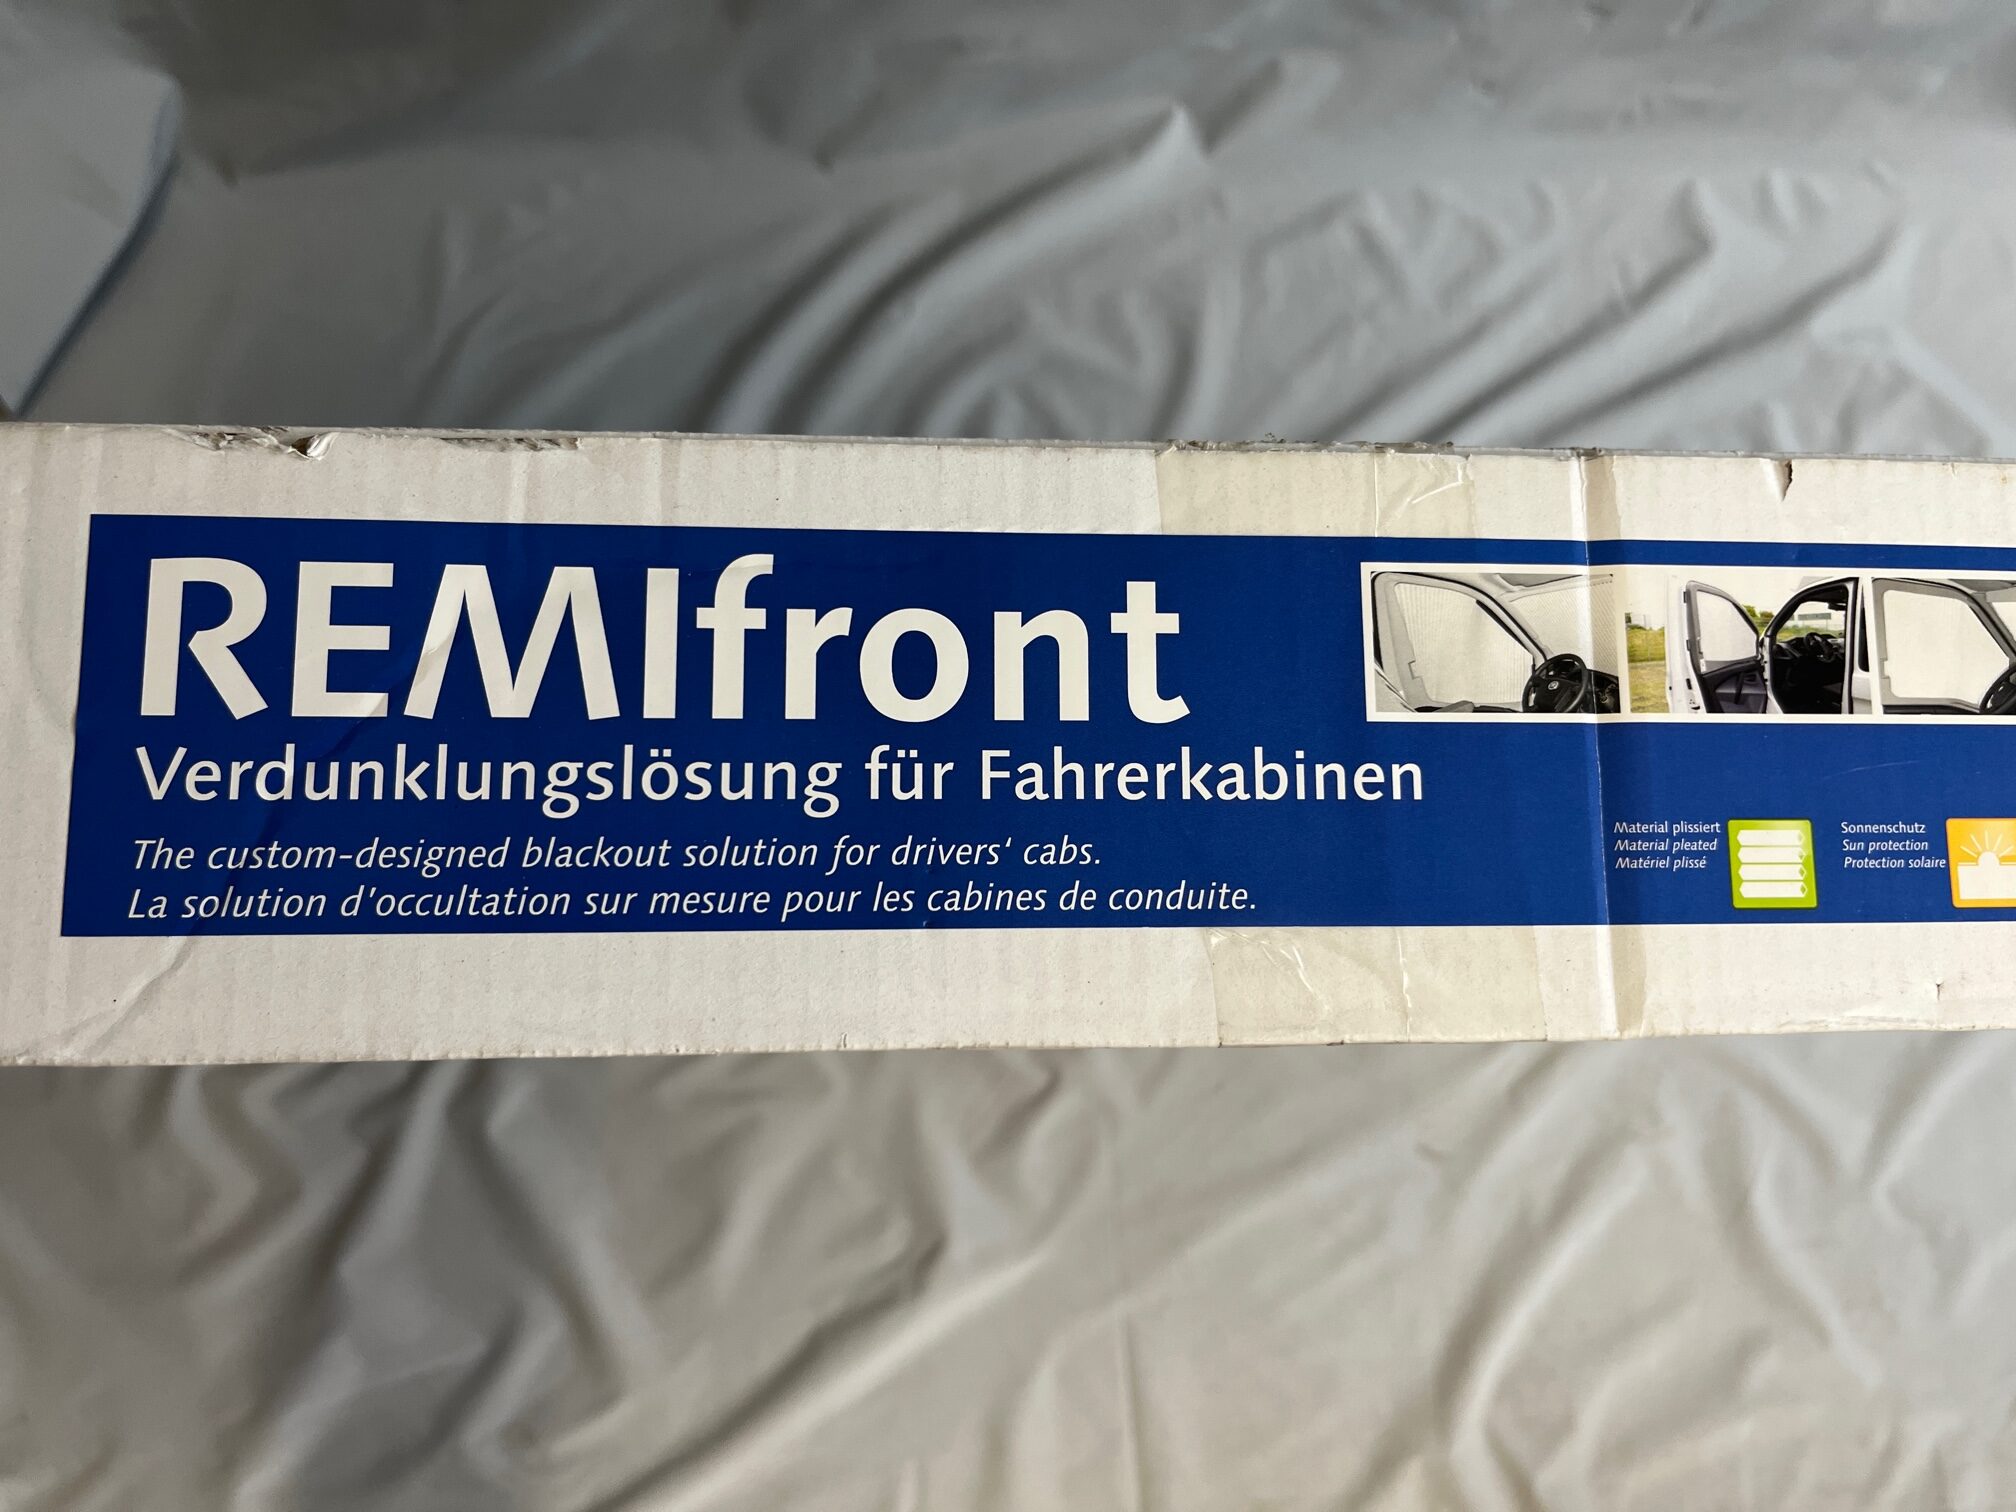 REMIfront
Verdunklungslösung für Fahrerkabinen
The custom-designed blackout solution for drivers‘ cabs.
La solution d'occultation sur mesure pour les cabines de conduite.
Material plissiert
Material pleated
Matériel plissé
Sonnenschutz
Sun protection
Protection solaire